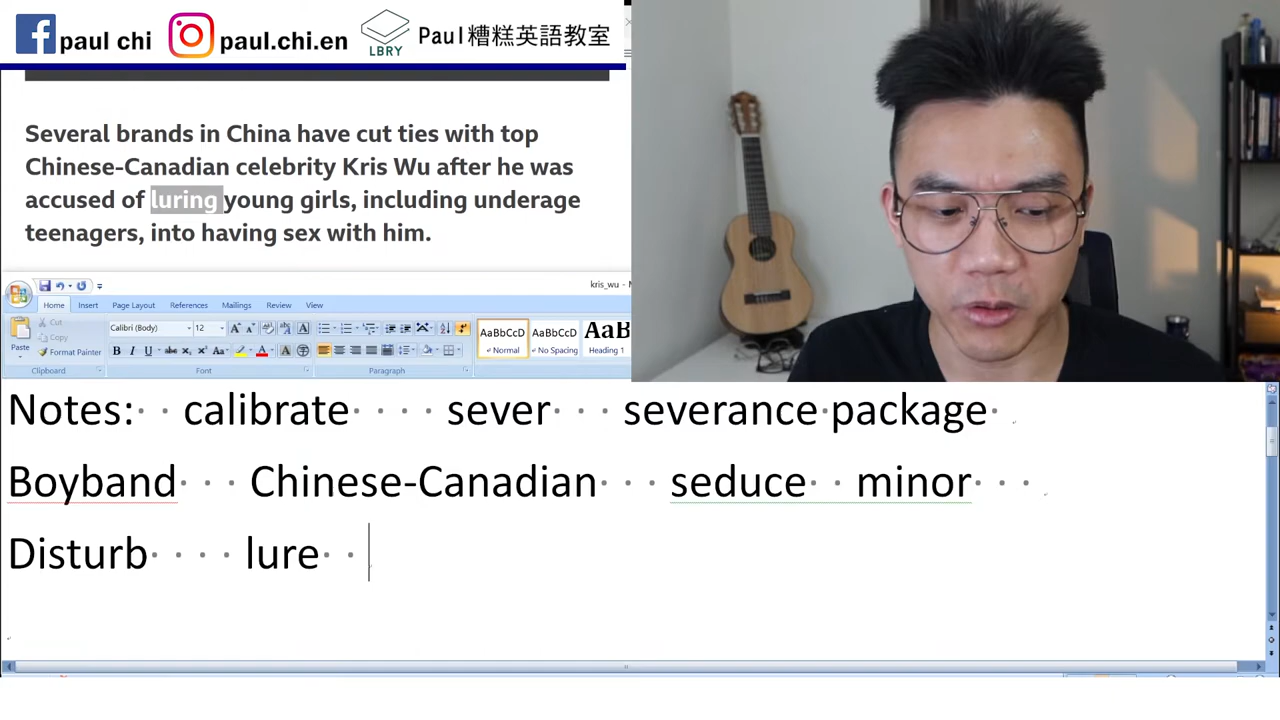 paul chi
paul.chi.en
LBRY
Paul糟糕英語教室
Several brands in China have cut ties with top
Chinese-Canadian celebrity Kris Wu after he was
accused of luring young girls, including underage
teenagers, into having sex with him.
kris_wu - M
Home Insert Page Layout References Mailings Review View
Paste
Cut
Copy
Format Painter
Calibri (Body) 12
AaBbCcD AaBbCcD AaB
Normal No Spacing Heading 1
Clipboard Font Paragraph
Notes: calibrate sever severance package
Boyband Chinese-Canadian seduce minor
Disturb lure